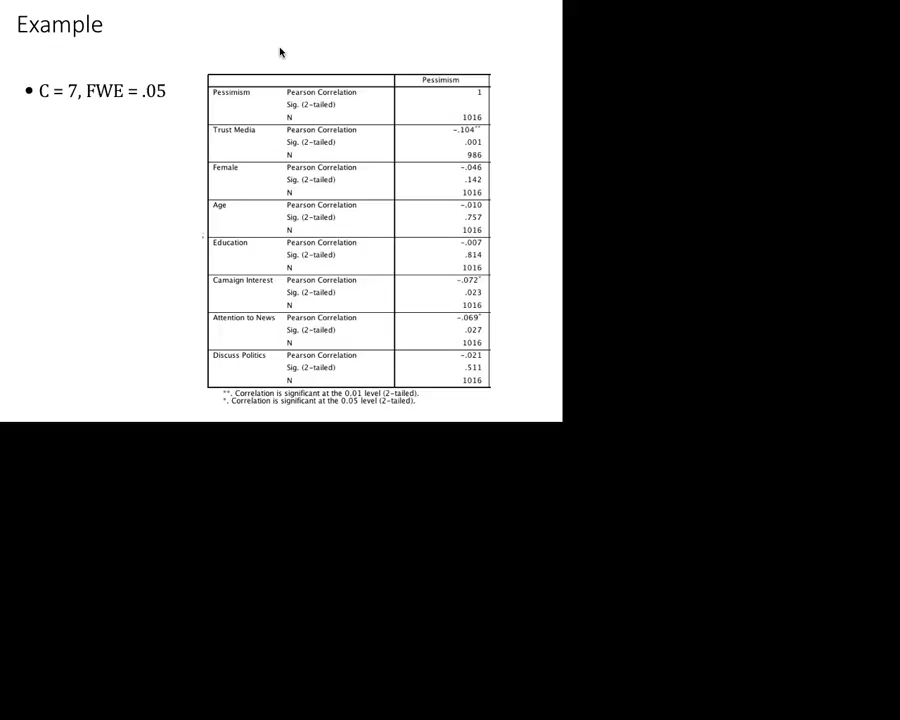 Example
• C = 7, FWE = .05
Pessimism
Pessimism Pearson Correlation 1
Sig. (2-tailed)
N 1016
Trust Media Pearson Correlation -.104**
Sig. (2-tailed) .001
N 986
Female Pearson Correlation -.046
Sig. (2-tailed) .142
N 1016
Age Pearson Correlation -.010
Sig. (2-tailed) .757
N 1016
Education Pearson Correlation -.007
Sig. (2-tailed) .814
N 1016
Camaign Interest Pearson Correlation -.072*
Sig. (2-tailed) .023
N 1016
Attention to News Pearson Correlation -.069*
Sig. (2-tailed) .027
N 1016
Discuss Politics Pearson Correlation -.021
Sig. (2-tailed) .511
N 1016
**. Correlation is significant at the 0.01 level (2-tailed).
*. Correlation is significant at the 0.05 level (2-tailed).